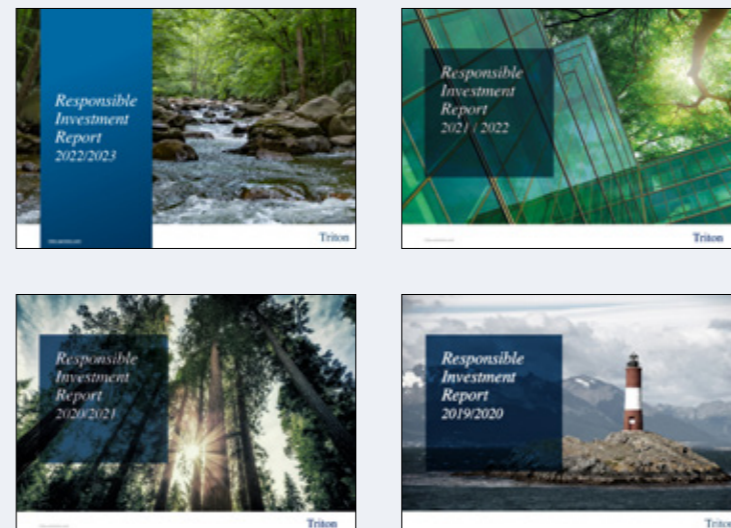 Responsible
Investment
Report
2022/2023
Triton
Responsible
Investment
Report
2021 / 2022
Triton
Responsible
Investment
Report
2020/2021
Triton
Responsible
Investment
Report
2019/2020
Triton